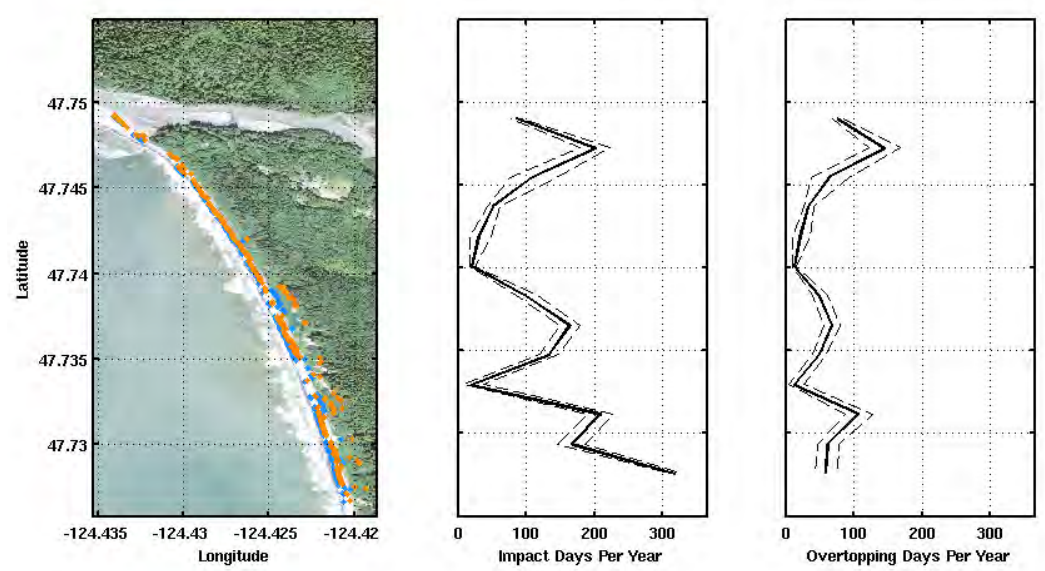 47.75
47.745
47.74
47.735
47.73
Latitude
-124.435 -124.43 -124.425 -124.42
Longitude
0 100 200 300
Impact Days Per Year
0 100 200 300
Overtopping Days Per Year